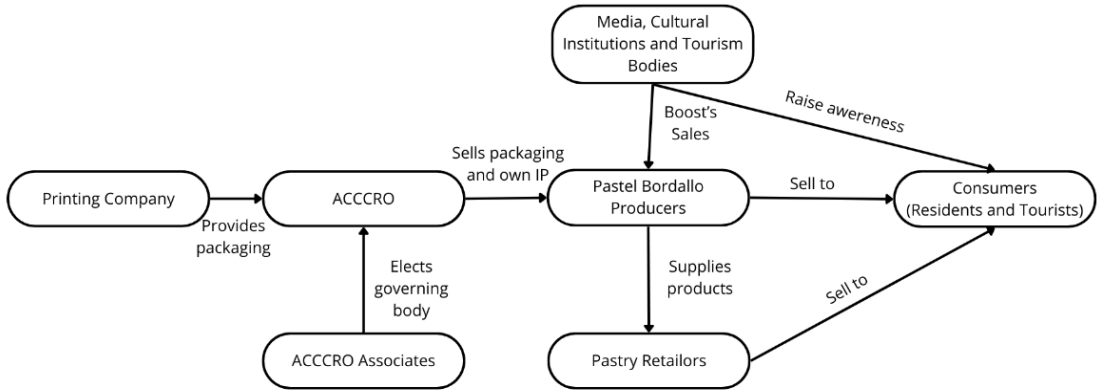 Media, Cultural
Institutions and Tourism
Bodies
Boost's
Sales
Raise awereness
Sells packaging
and own IP
Printing Company
Provides
packaging
ACCCRO
Pastel Bordallo
Producers
Sell to
Consumers
(Residents and Tourists)
Elects
governing
body
Supplies
products
Sell to
ACCCRO Associates
Pastry Retailors